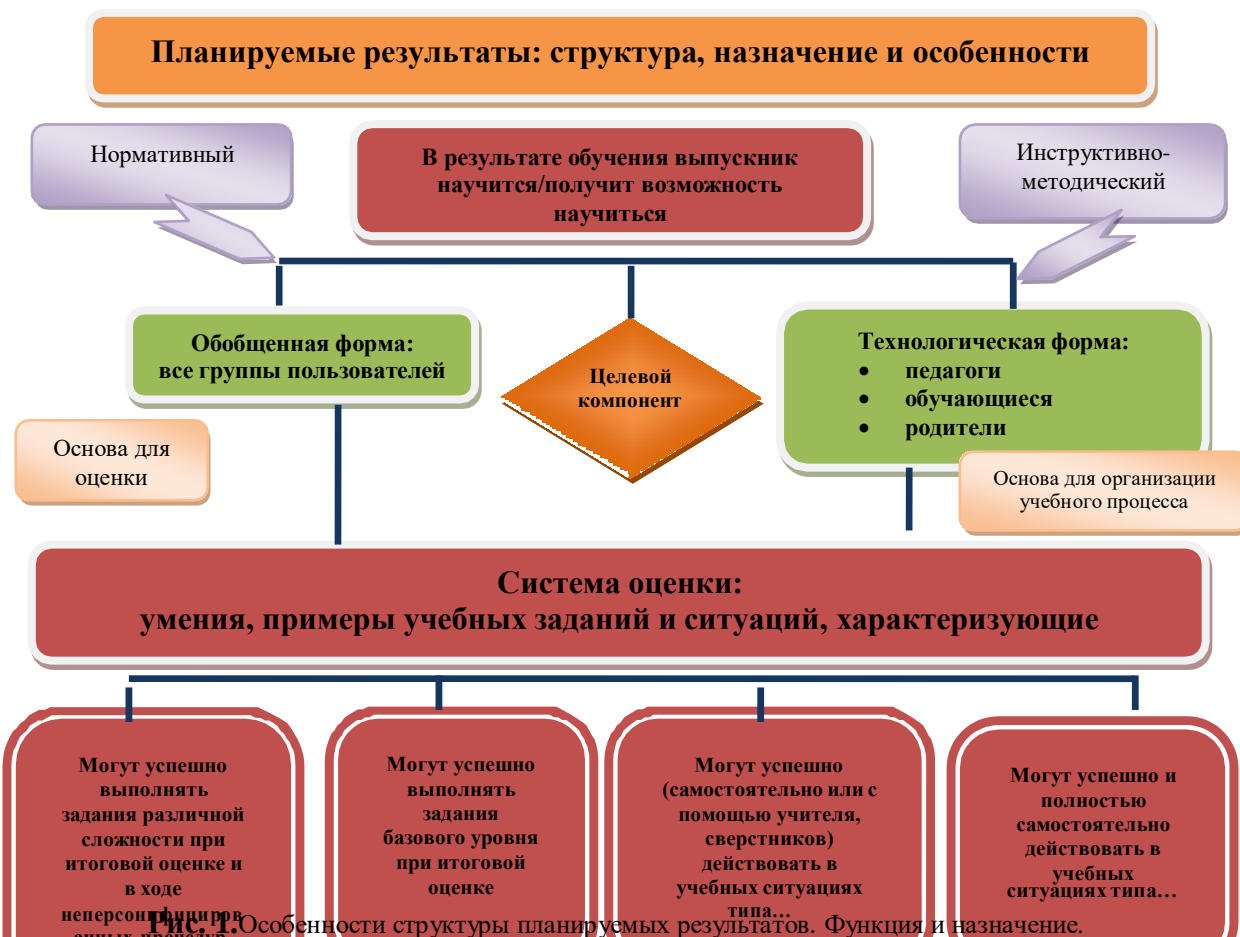 Планируемые результаты: структура, назначение и особенности
Нормативный
В результате обучения выпускник
научится/получит возможность
научиться
Инструктивно-
методический
Обобщенная форма:
все группы пользователей
Целевой
компонент
Технологическая форма:
• педагоги
• обучающиеся
• родители
Основа для
оценки
Основа для организации
учебного процесса
Система оценки:
умения, примеры учебных заданий и ситуаций, характеризующие
Могут успешно
выполнять
задания различной
сложности при
итоговой оценке и
в ходе
Могут успешно
выполнять
задания
базового уровня
при итоговой
оценке
Могут успешно
(самостоятельно или с
помощью учителя,
сверстников)
действовать в
учебных ситуациях
типа...
Могут успешно и
полностью
самостоятельно
действовать в
учебных
ситуациях типа...
Рис. 1. Особенности структуры планируемых результатов. Функция и назначение.